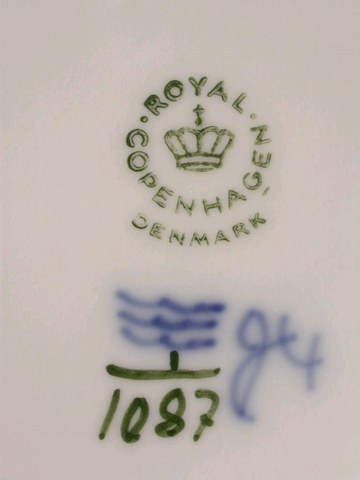 ROYAL
COPENHAGEN
DENMARK
1087